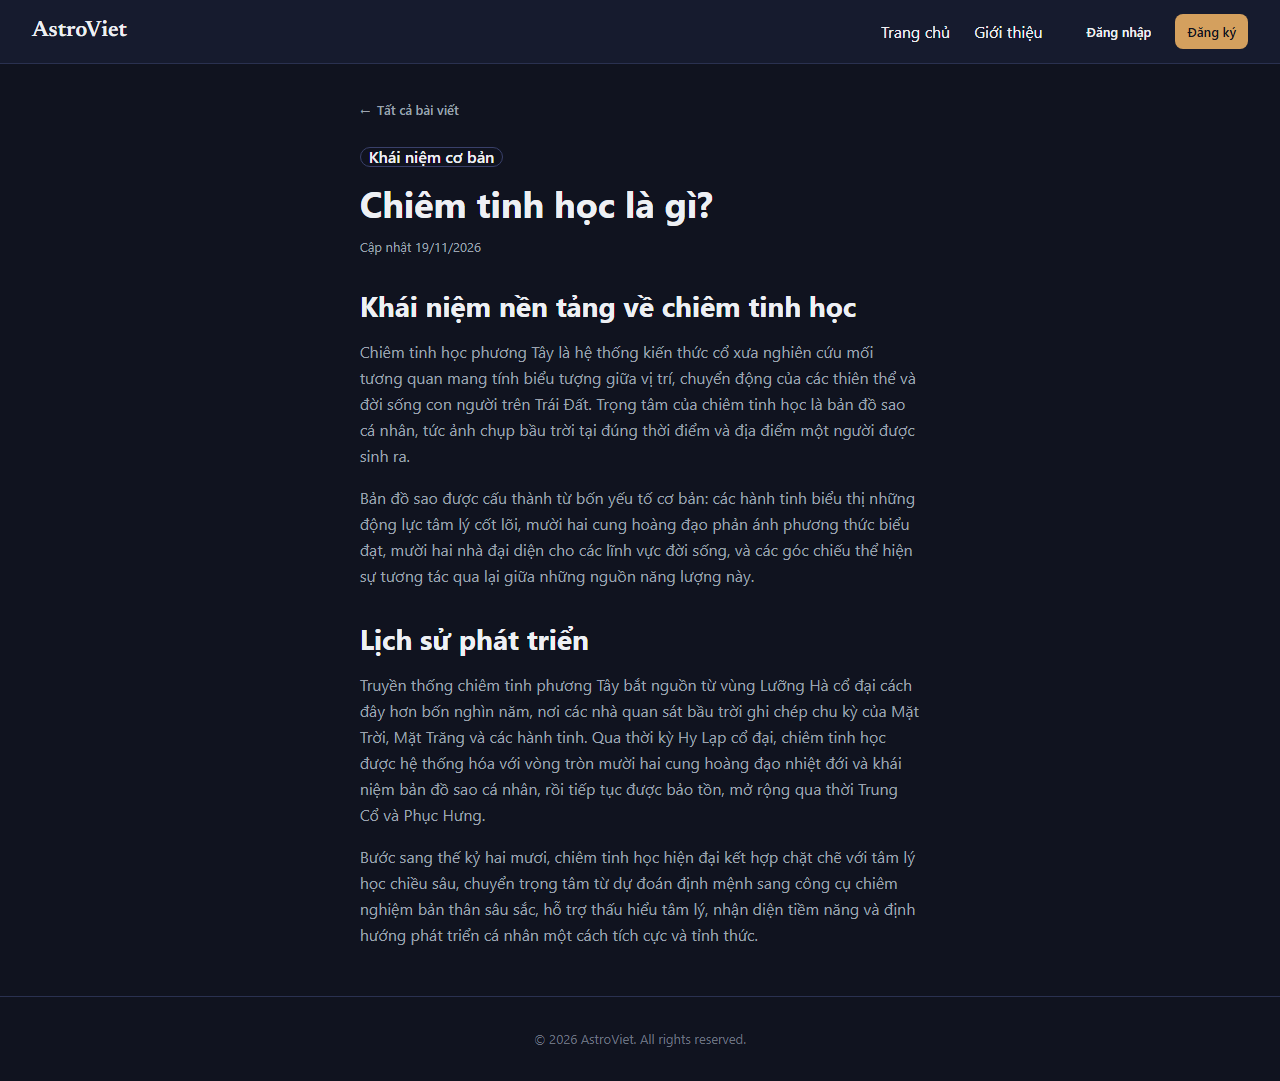 AstroViet
Trang chủ
Giới thiệu
Đăng nhập
Đăng ký
← Tất cả bài viết
Khái niệm cơ bản
Chiêm tinh học là gì?
Cập nhật 19/11/2026
Khái niệm nền tảng về chiêm tinh học
Chiêm tinh học phương Tây là hệ thống kiến thức cổ xưa nghiên cứu mối
tương quan mang tính biểu tượng giữa vị trí, chuyển động của các thiên thể và
đời sống con người trên Trái Đất. Trọng tâm của chiêm tinh học là bản đồ sao
cá nhân, tức ảnh chụp bầu trời tại đúng thời điểm và địa điểm một người được
sinh ra.
Bản đồ sao được cấu thành từ bốn yếu tố cơ bản: các hành tinh biểu thị những
động lực tâm lý cốt lõi, mười hai cung hoàng đạo phản ánh phương thức biểu
đạt, mười hai nhà đại diện cho các lĩnh vực đời sống, và các góc chiếu thể hiện
sự tương tác qua lại giữa những nguồn năng lượng này.
Lịch sử phát triển
Truyền thống chiêm tinh phương Tây bắt nguồn từ vùng Lưỡng Hà cổ đại cách
đây hơn bốn nghìn năm, nơi các nhà quan sát bầu trời ghi chép chu kỳ của Mặt
Trời, Mặt Trăng và các hành tinh. Qua thời kỳ Hy Lạp cổ đại, chiêm tinh học
được hệ thống hóa với vòng tròn mười hai cung hoàng đạo nhiệt đới và khái
niệm bản đồ sao cá nhân, rồi tiếp tục được bảo tồn, mở rộng qua thời Trung
Cổ và Phục Hưng.
Bước sang thế kỷ hai mươi, chiêm tinh học hiện đại kết hợp chặt chẽ với tâm lý
học chiều sâu, chuyển trọng tâm từ dự đoán định mệnh sang công cụ chiêm
nghiệm bản thân sâu sắc, hỗ trợ thấu hiểu tâm lý, nhận diện tiềm năng và định
hướng phát triển cá nhân một cách tích cực và tỉnh thức.
© 2026 AstroViet. All rights reserved.